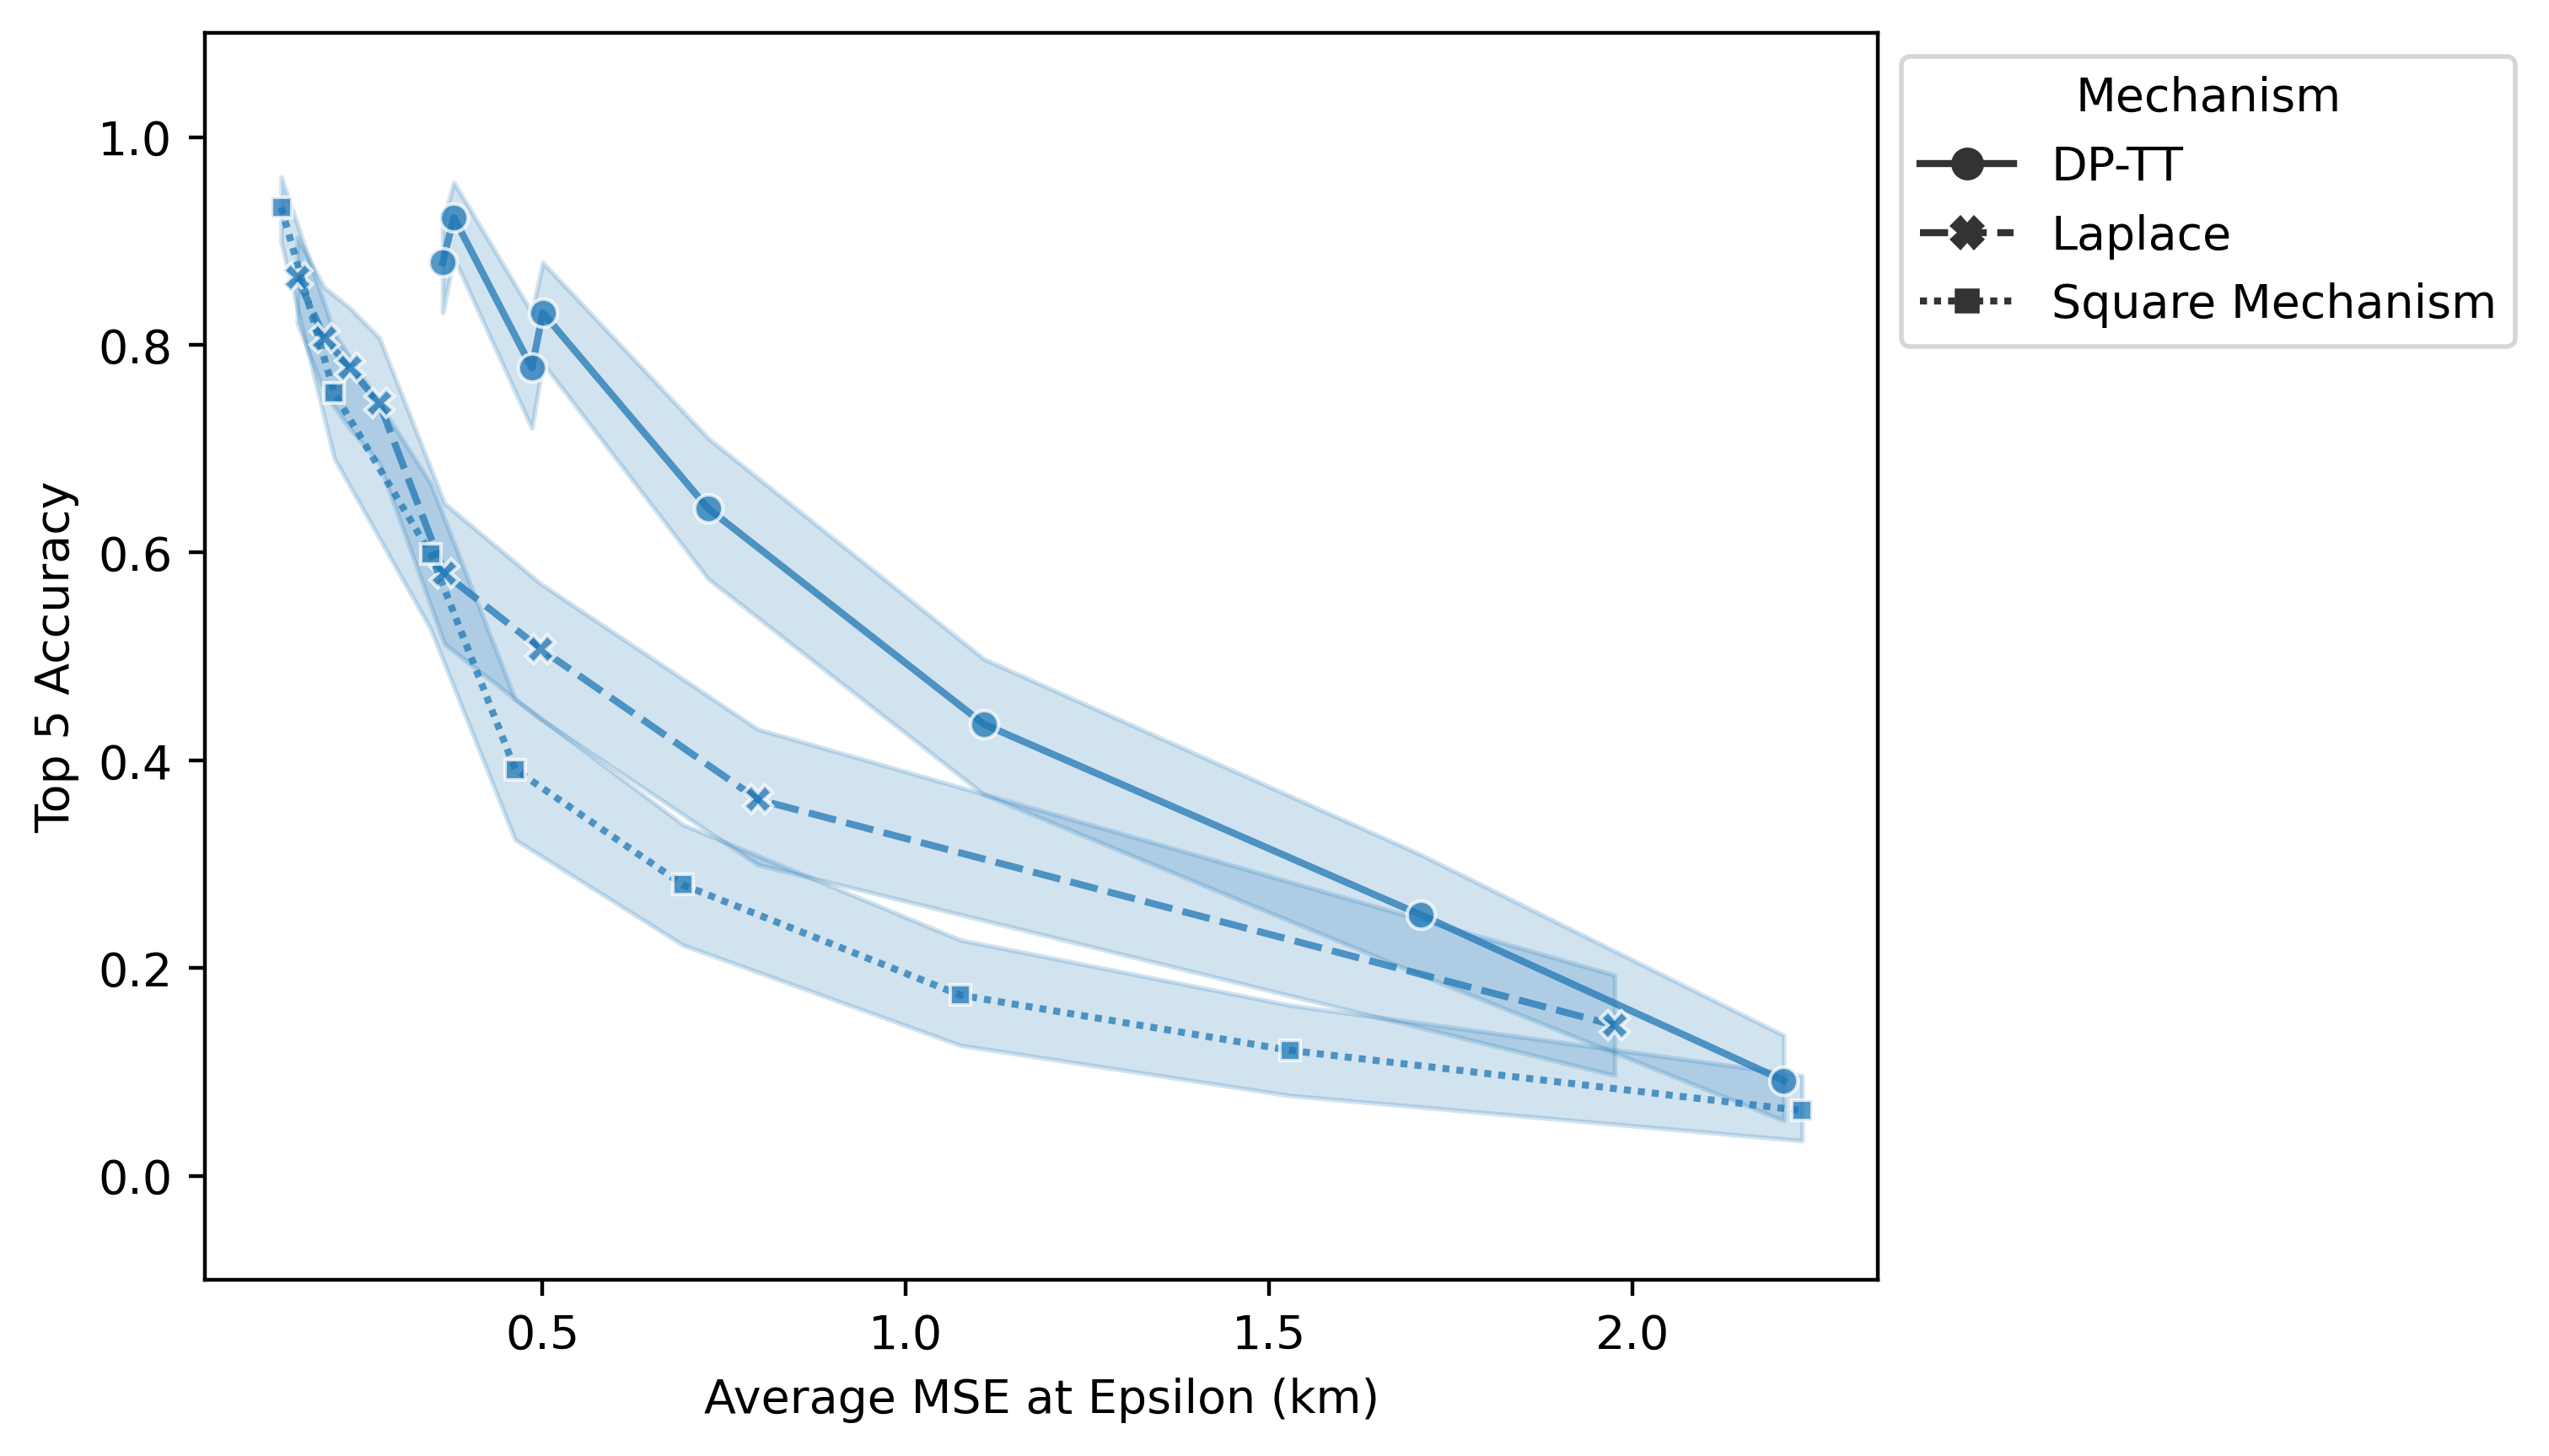 1.0
0.8
0.6
0.4
0.2
0.0
Top 5 Accuracy
0.5 1.0 1.5 2.0
Average MSE at Epsilon (km)
Mechanism
DP-TT
Laplace
Square Mechanism